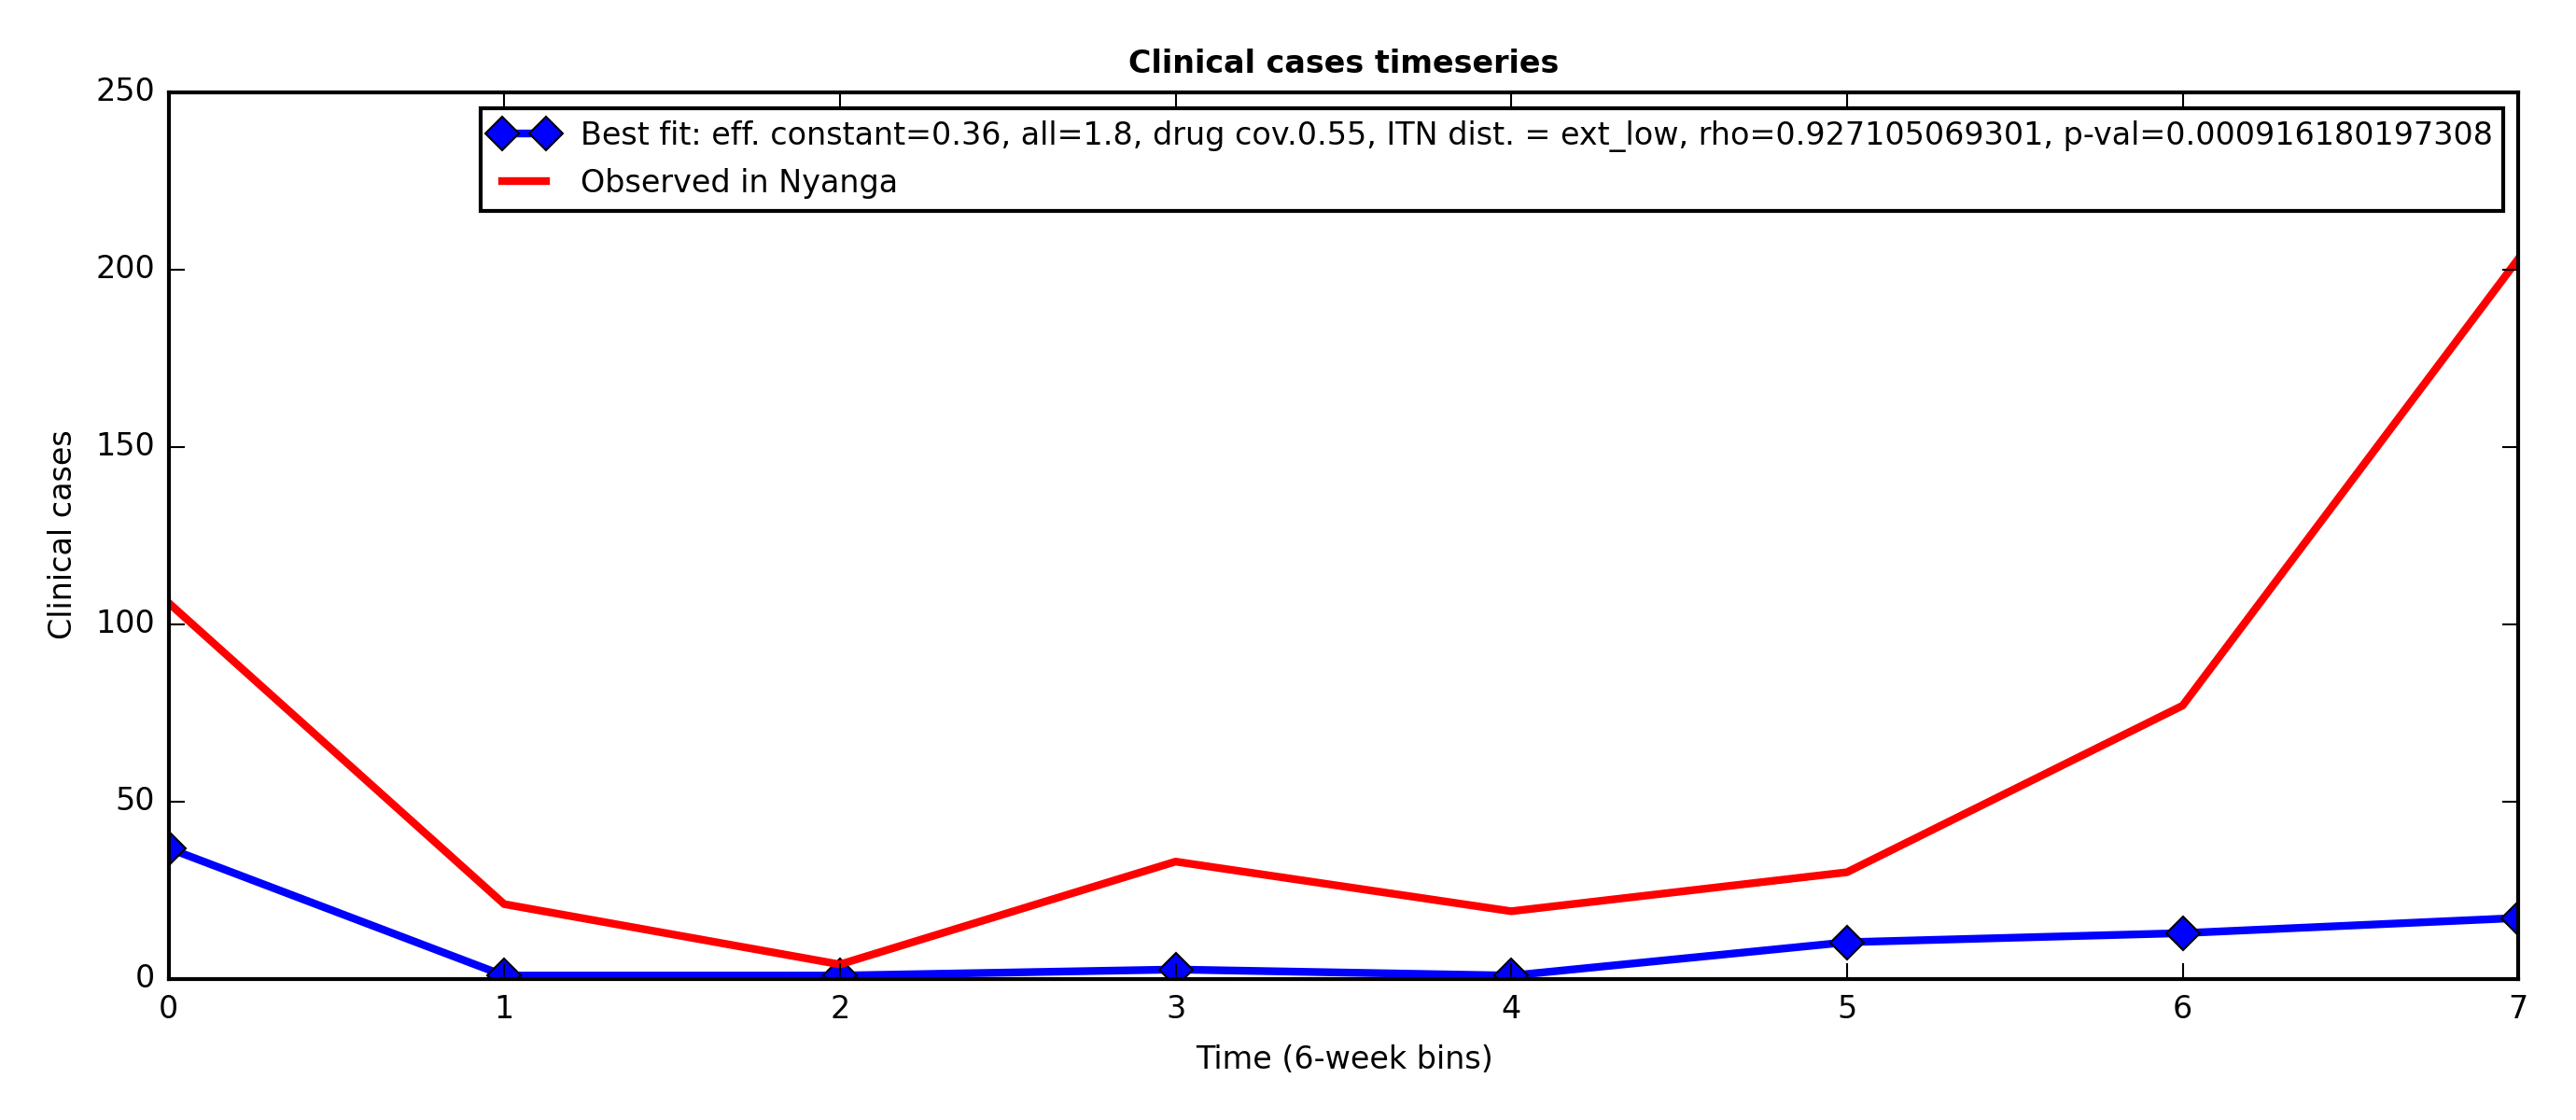 Clinical cases timeseries
250
200
150
100
50
0
Clinical cases
Best fit: eff. constant=0.36, all=1.8, drug cov.0.55, ITN dist. = ext_low, rho=0.927105069301, p-val=0.000916180197308
Observed in Nyanga
0 1 2 3 4 5 6 7
Time (6-week bins)